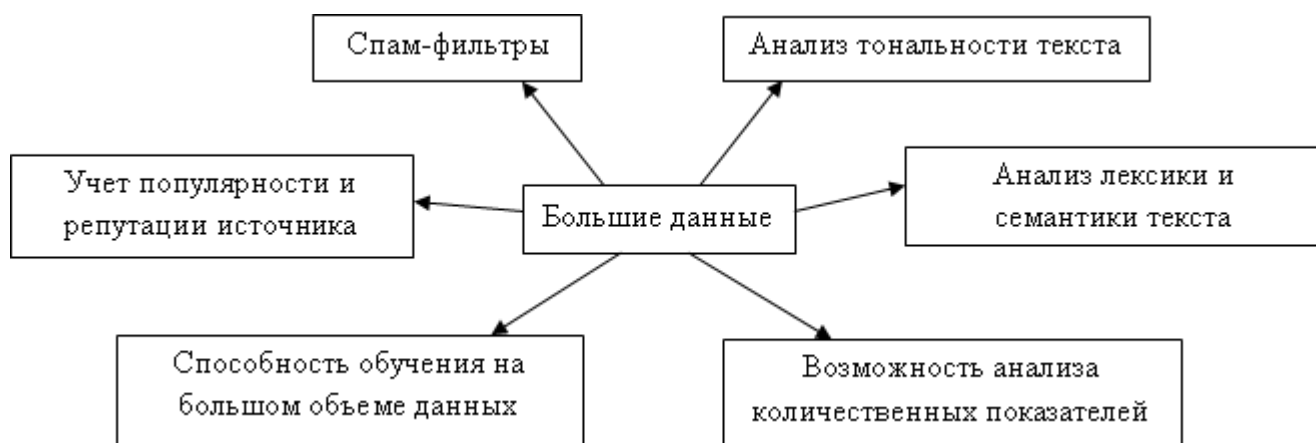 Спам-фильтры
Анализ тональности текста
Учет популярности и
репутации источника
Большие данные
Анализ лексики и
семантики текста
Способность обучения на
большом объеме данных
Возможность анализа
количественных показателей